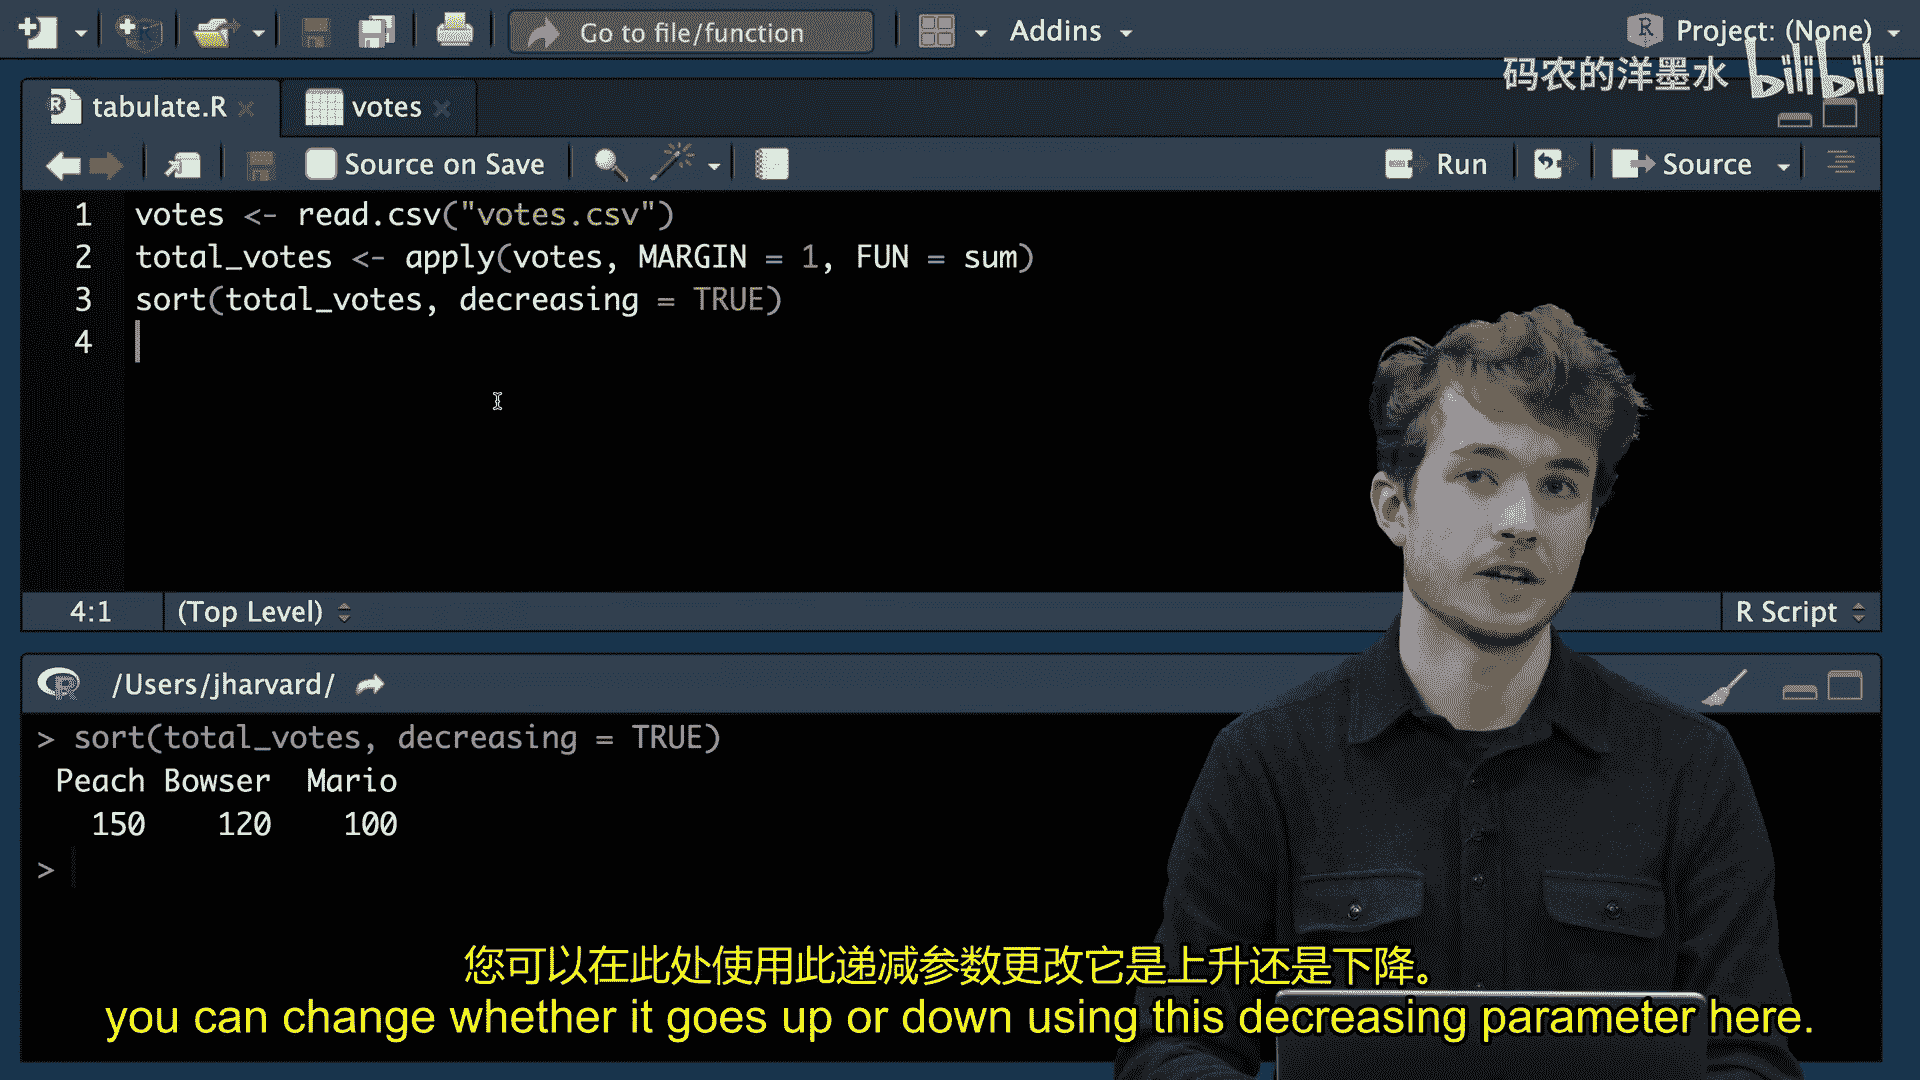 Go to file/function
Addins
Project: (None)
码农的洋墨水 bilibili
tabulate.R
votes
Source on Save
Run
Source
1 votes <- read.csv("votes.csv")
2 total_votes <- apply(votes, MARGIN = 1, FUN = sum)
3 sort(total_votes, decreasing = TRUE)
4
4:1 (Top Level)
R Script
/Users/jharvard/
> sort(total_votes, decreasing = TRUE)
Peach Bowser Mario
150 120 100
>
您可以在此处使用此递减参数更改它是上升还是下降。
you can change whether it goes up or down using this decreasing parameter here.